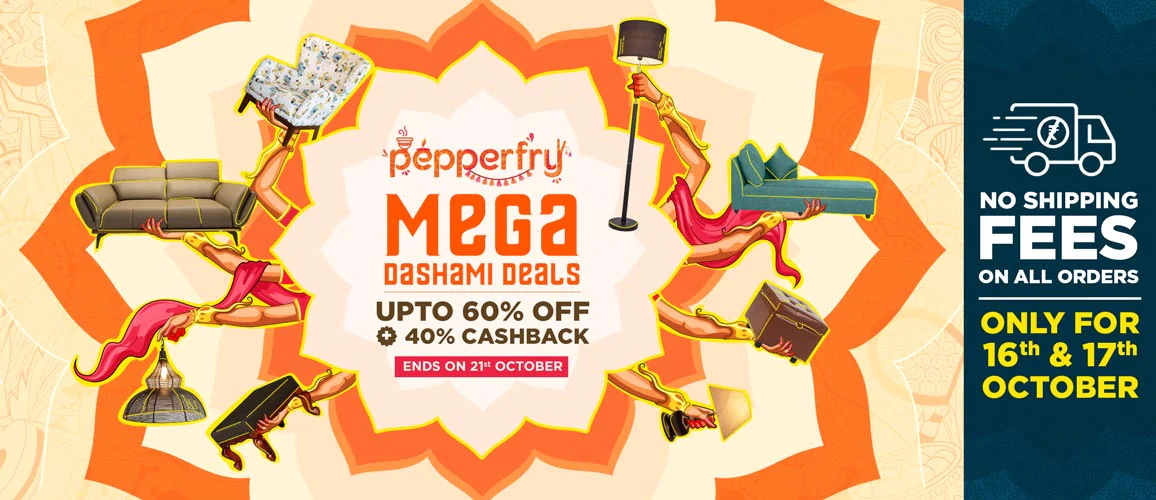 pepperfry
MEGA
DASHAMI DEALS
UPTO 60% OFF
+ 40% CASHBACK
ENDS ON 21st OCTOBER
NO SHIPPING
FEES
ON ALL ORDERS
ONLY FOR
16th & 17th
OCTOBER